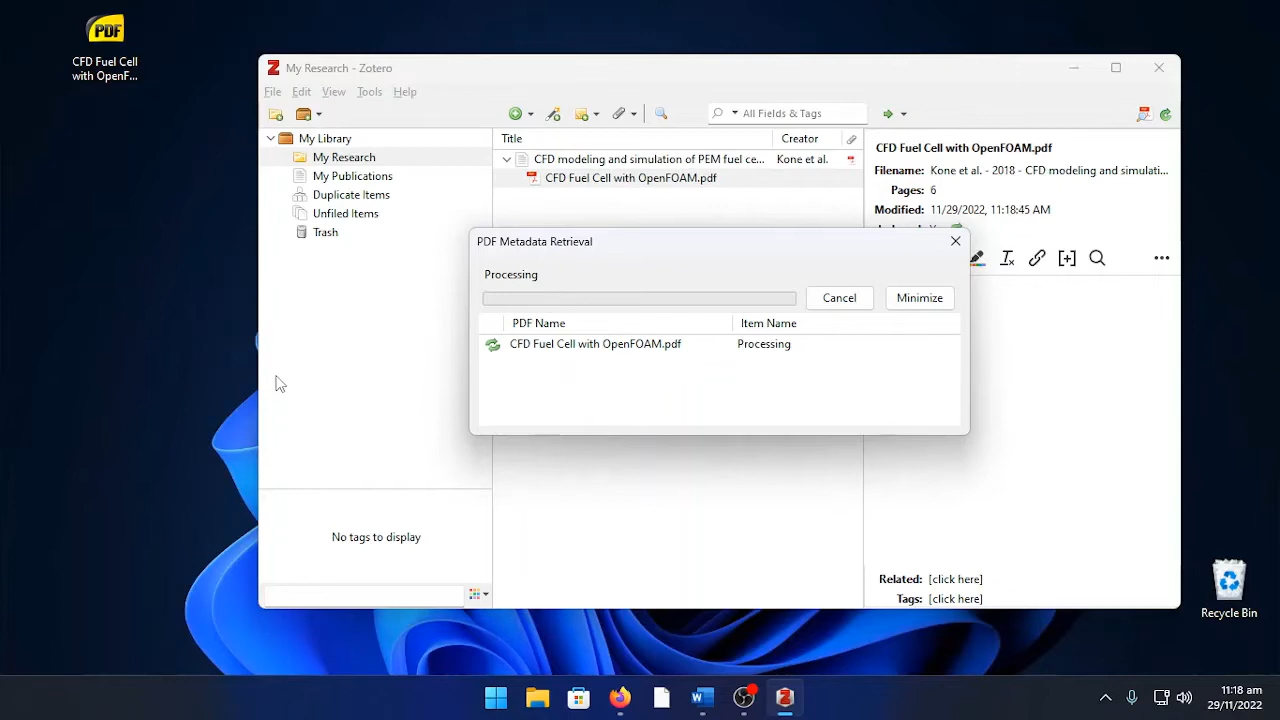 PDF
CFD Fuel Cell
with OpenF...
My Research - Zotero
File Edit View Tools Help
All Fields & Tags
My Library
My Research
My Publications
Duplicate Items
Unfiled Items
Trash
No tags to display
Title Creator
CFD modeling and simulation of PEM fuel ce... Kone et al.
CFD Fuel Cell with OpenFOAM.pdf
CFD Fuel Cell with OpenFOAM.pdf
Filename: Kone et al. - 2018 - CFD modeling and simulati...
Pages: 6
Modified: 11/29/2022, 11:18:45 AM
PDF Metadata Retrieval
Processing
Cancel Minimize
PDF Name Item Name
CFD Fuel Cell with OpenFOAM.pdf Processing
Related: [click here]
Tags: [click here]
Recycle Bin
11:18 am
29/11/2022